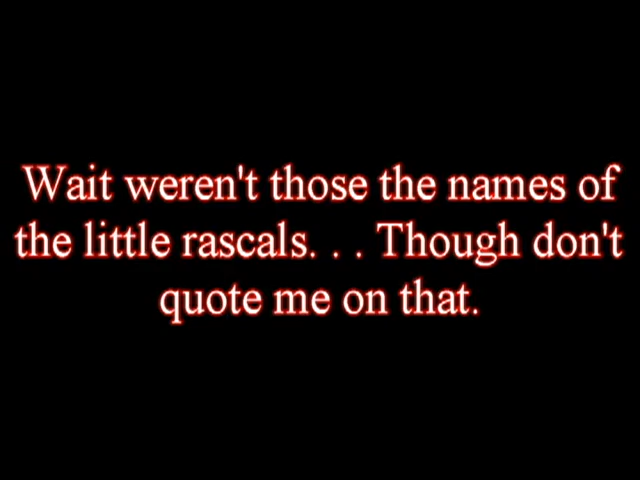 Wait weren't those the names of
the little rascals. . . Though don't
quote me on that.